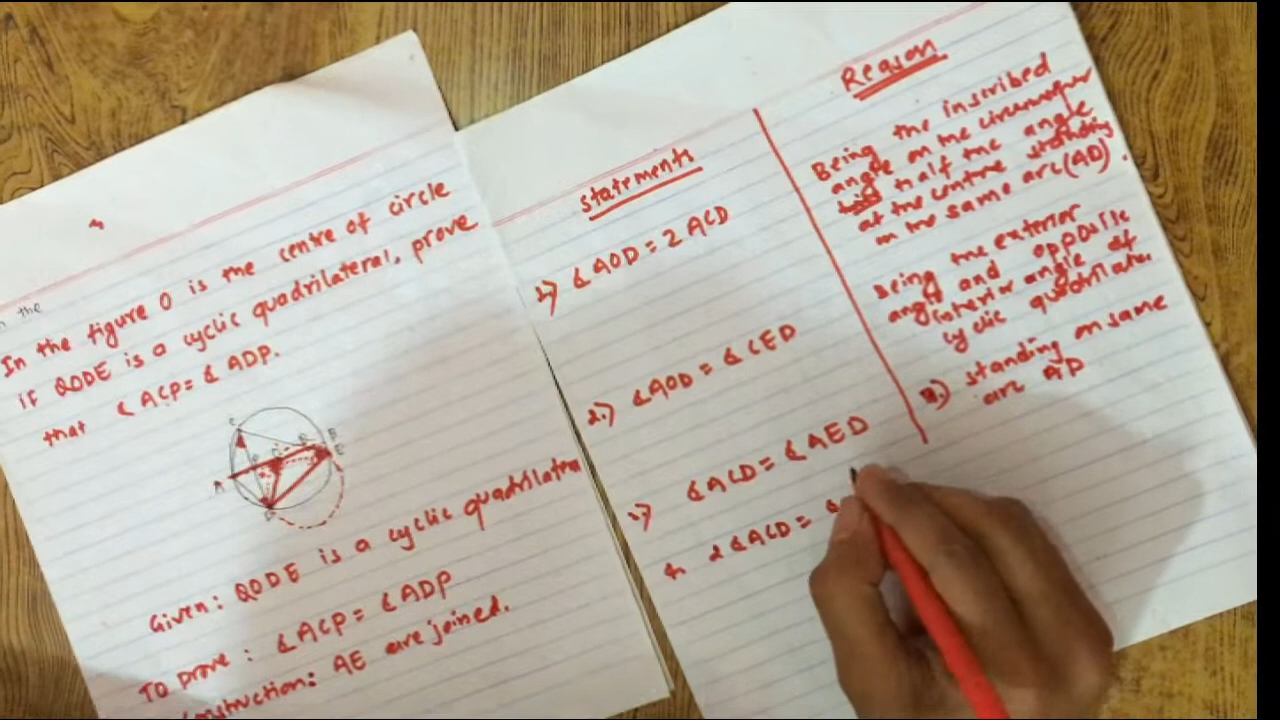 n the
In the figure O is the centre of circle
if QODE is a cyclic quadrilateral, prove
that ∠ACP = ∠ADP.
C
B
E
A
Given: QODE is a cyclic quadrilateral
To prove: ∠ACP = ∠ADP
nstruction: AE are joined.
Statements
1.) ∠AOD = 2 ACD
2.) ∠AOD = ∠CED
3.) ∠ACD = ∠AED
4. 2∠ACD = ∠
Reason
Being the inscribed
angle on the circumference
half the angle
at the centre standing
in the same arc(AD).
Being the exterior
angle and opposite
interior angle of
cyclic quadrilate.
3.) standing on same
arc AD